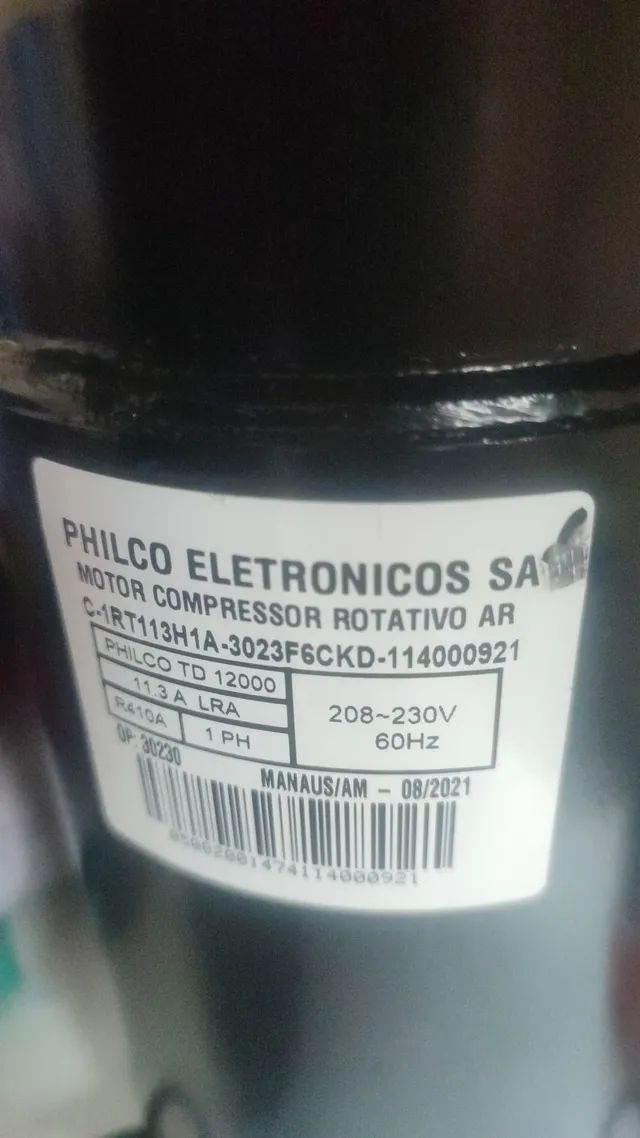 PHILCO ELETRONICOS SA
MOTOR COMPRESSOR ROTATIVO AR
C-1RT113H1A-3023F6CKD-114000921
PHILCO TD 12000
11.3 A LRA
R410A
1 PH
208~230V
60Hz
OP: 30230
MANAUS/AM - 08/2021